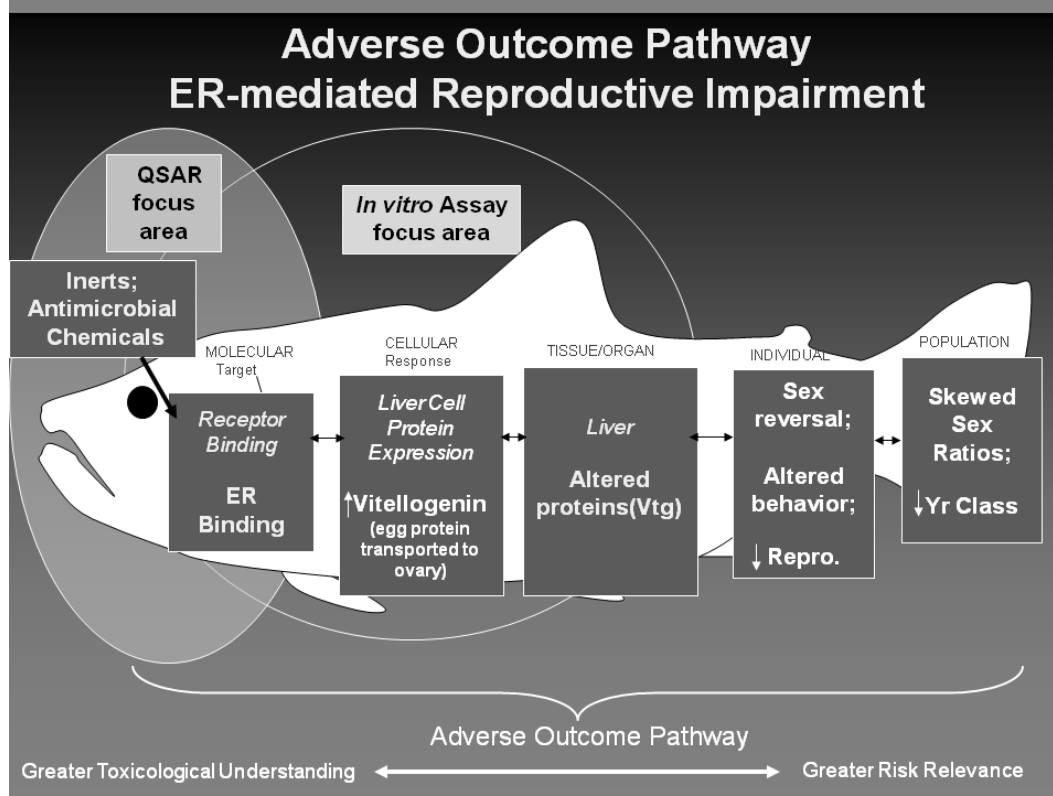 Adverse Outcome Pathway
ER-mediated Reproductive Impairment
QSAR
focus
area
In vitro Assay
focus area
Inerts;
Antimicrobial
Chemicals
MOLECULAR
Target
Receptor
Binding
ER
Binding
CELLULAR
Response
Liver Cell
Protein
Expression
↑Vitellogenin
(egg protein
transported to
ovary)
TISSUE/ORGAN
Liver
Altered
proteins(Vtg)
INDIVIDUAL
Sex
reversal;
Altered
behavior;
↓ Repro.
POPULATION
Skewed
Sex
Ratios;
↓Yr Class
Adverse Outcome Pathway
Greater Toxicological Understanding
Greater Risk Relevance